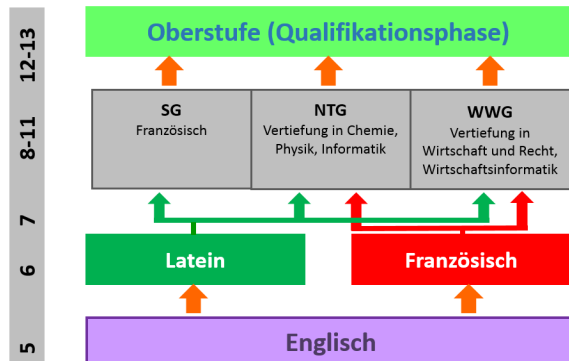 12-13
Oberstufe (Qualifikationsphase)
8-11
SG
Französisch
NTG
Vertiefung in Chemie,
Physik, Informatik
WWG
Vertiefung in
Wirtschaft und Recht,
Wirtschaftsinformatik
7
6
Latein
Französisch
5
Englisch